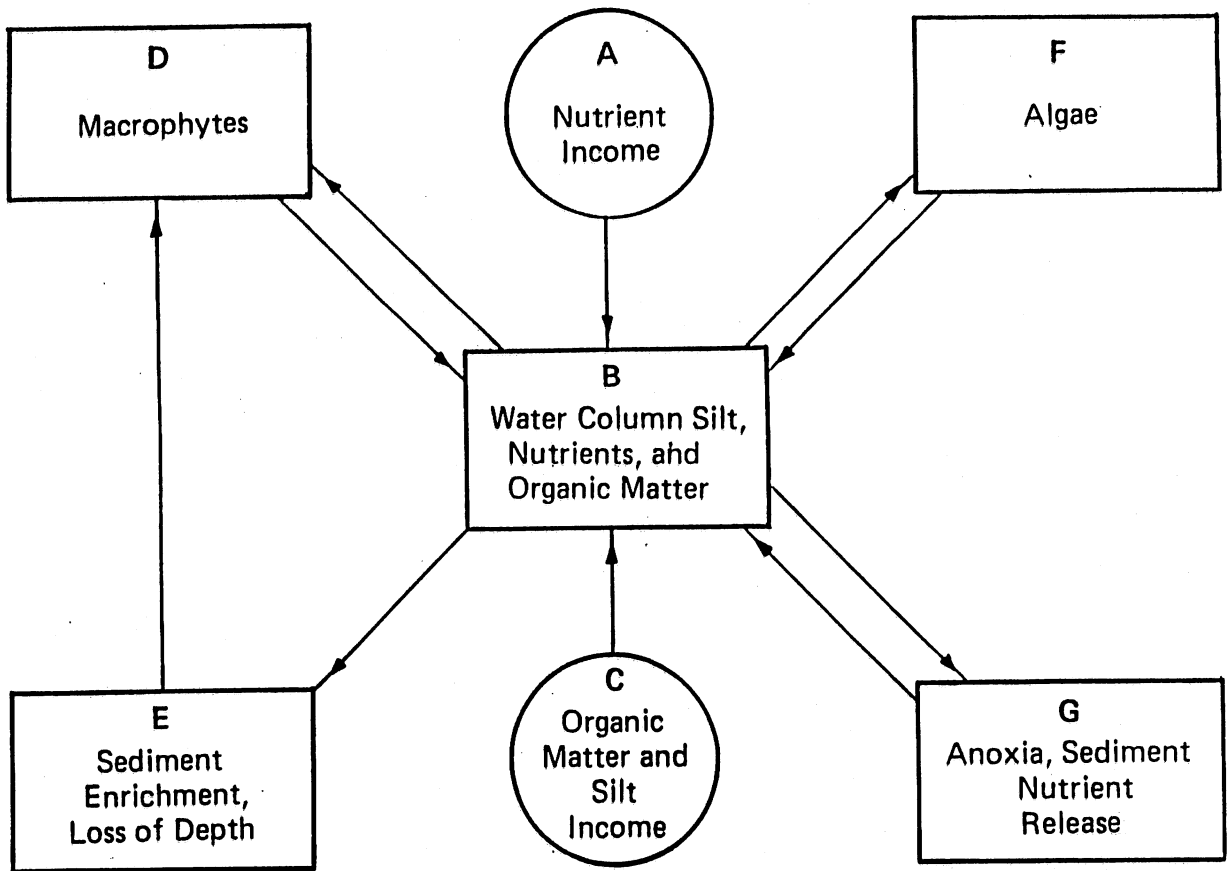 D
Macrophytes
A
Nutrient
Income
F
Algae
B
Water Column Silt,
Nutrients, ahd
Organic Matter
E
Sediment
Enrichment,
Loss of Depth
C
Organic
Matter and
Silt
Income
G
Anoxia, Sediment
Nutrient
Release